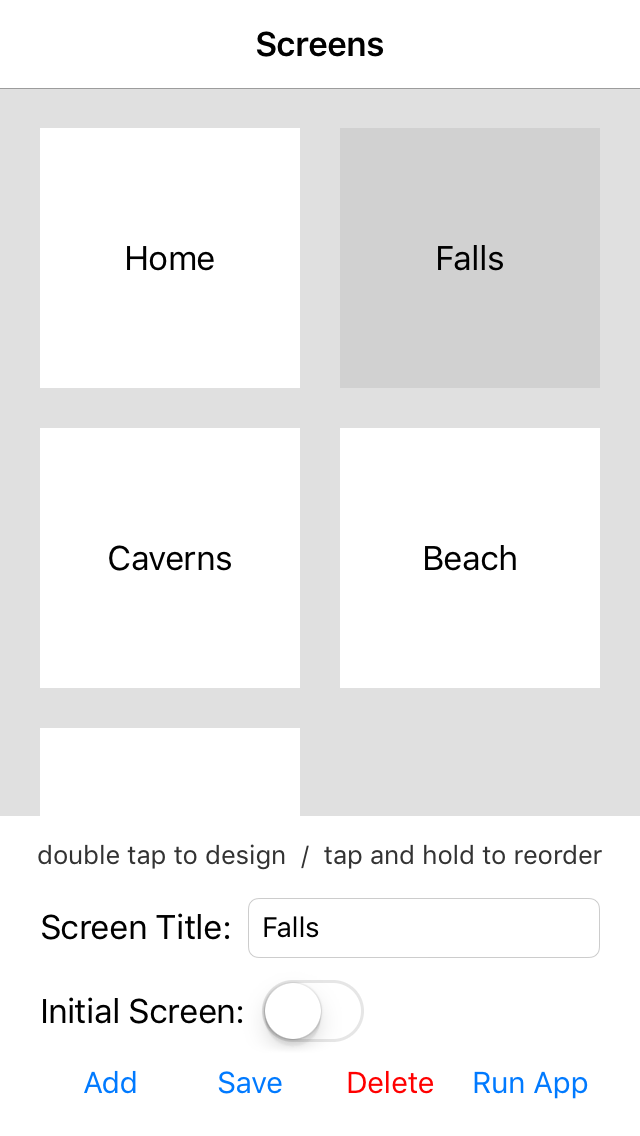 Screens
Home
Falls
Caverns
Beach
double tap to design / tap and hold to reorder
Screen Title: Falls
Initial Screen:
Add Save Delete Run App